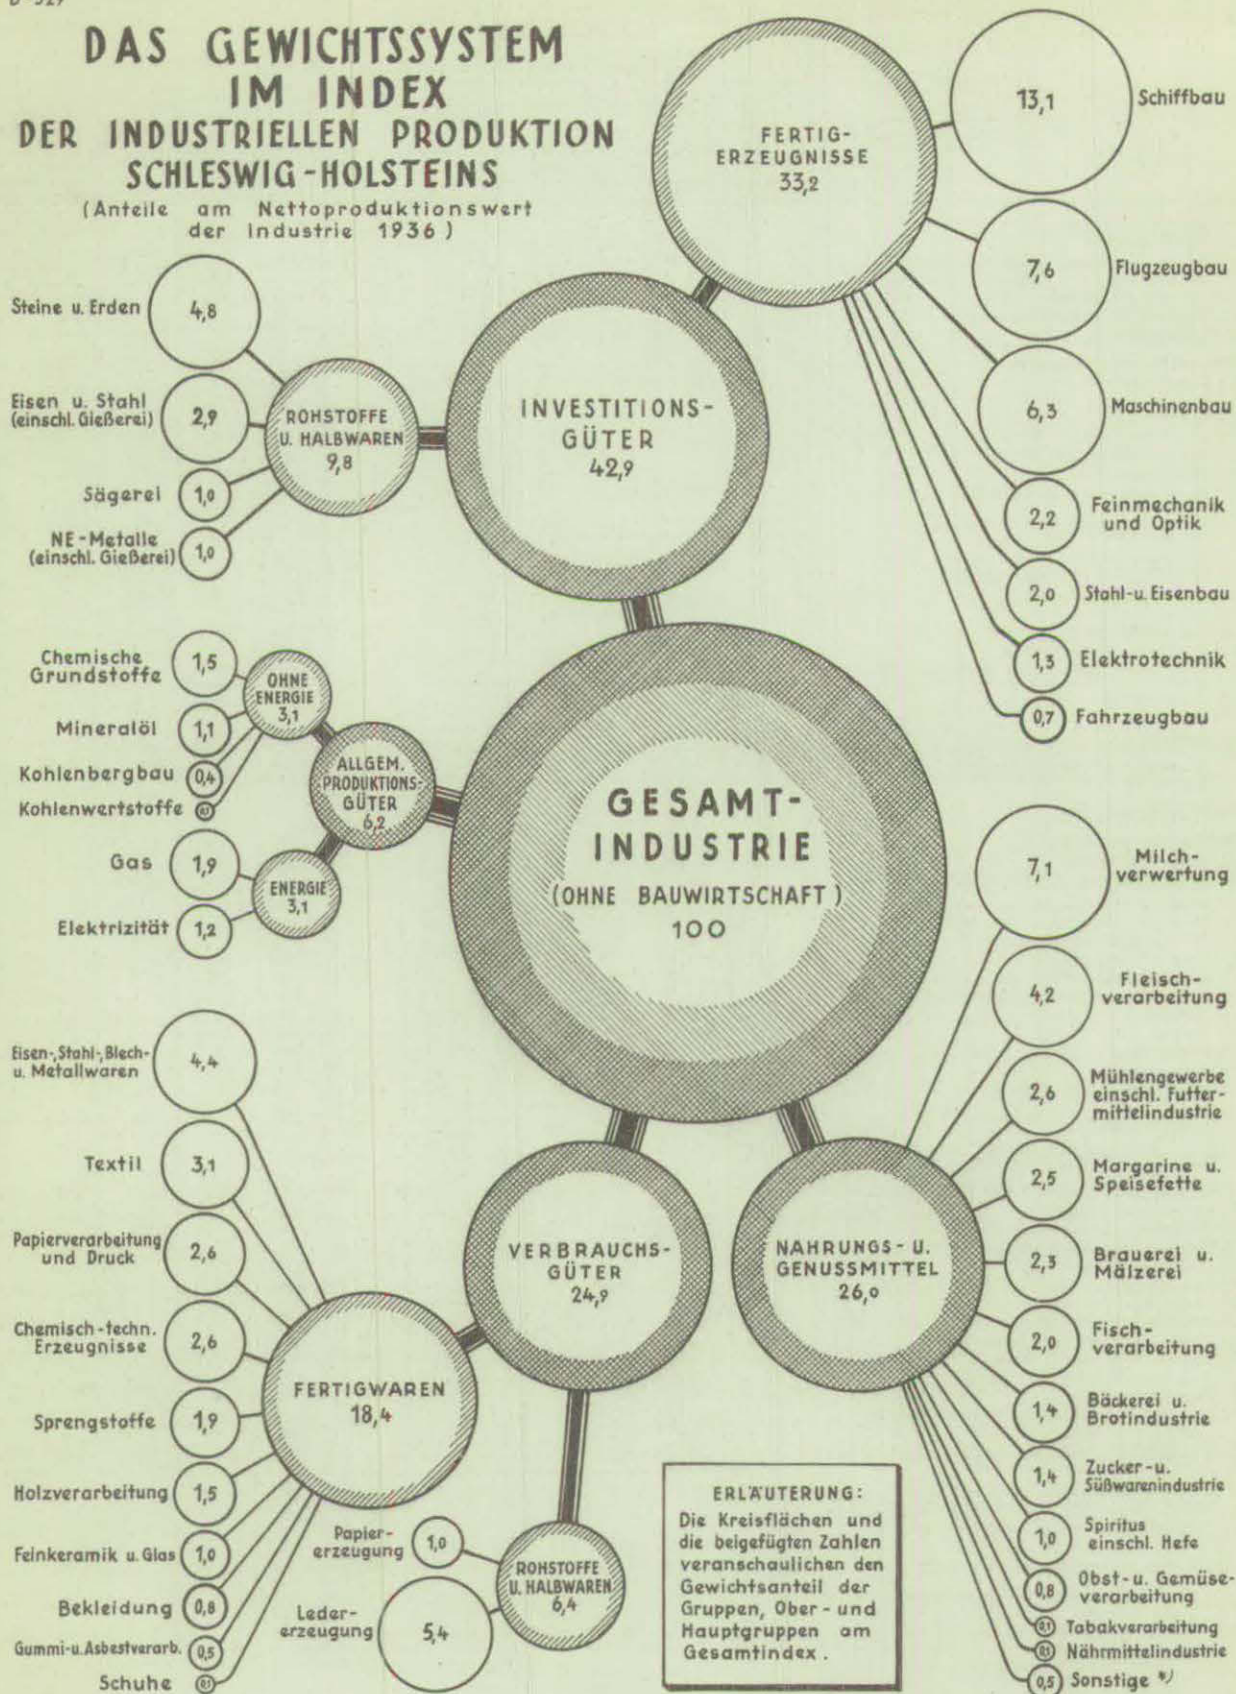 DAS GEWICHTSSYSTEM
IM INDEX
DER INDUSTRIELLEN PRODUKTION
SCHLESWIG-HOLSTEINS
(Anteile am Nettoproduktionswert
der Industrie 1936)
FERTIG-
ERZEUGNISSE
33,2
13,1
Schiffbau
7,6
Flugzeugbau
6,3
Maschinenbau
2,2
Feinmechanik
und Optik
2,0
Stahl-u. Eisenbau
1,3
Elektrotechnik
0,7
Fahrzeugbau
INVESTITIONS-
GÜTER
42,9
ROHSTOFFE
U. HALBWAREN
9,8
Steine u. Erden
4,8
Eisen u. Stahl
(einschl. Gießerei)
2,9
Sägerei
1,0
NE-Metalle
(einschl. Gießerei)
1,0
Chemische
Grundstoffe
1,5
Mineralöl
1,1
Kohlenbergbau
0,4
Kohlenwertstoffe
0,1
OHNE
ENERGIE
3,1
ALLGEM.
PRODUKTIONS-
GÜTER
6,2
Gas
1,9
Elektrizität
1,2
ENERGIE
3,1
GESAMT-
INDUSTRIE
(OHNE BAUWIRTSCHAFT)
100
7,1
Milch-
verwertung
4,2
Fleisch-
verarbeitung
2,6
Mühlengewerbe
einschl. Futter-
mittelindustrie
2,5
Margarine u.
Speisefette
2,3
Brauerei u.
Mälzerei
2,0
Fisch-
verarbeitung
1,4
Bäckerei u.
Brotindustrie
1,4
Zucker-u.
Süßwarenindustrie
1,0
Spiritus
einschl. Hefe
0,8
Obst-u. Gemüse-
verarbeitung
0,1
Tabakverarbeitung
0,1
Nährmittelindustrie
0,5
Sonstige *)
NAHRUNGS- U.
GENUSSMITTEL
26,0
VERBRAUCHS-
GÜTER
24,9
Eisen-,Stahl-,Blech-
u. Metallwaren
4,4
Textil
3,1
Papierverarbeitung
und Druck
2,6
Chemisch-techn.
Erzeugnisse
2,6
Sprengstoffe
1,9
Holzverarbeitung
1,5
Feinkeramik u. Glas
1,0
Bekleidung
0,8
Gummi-u. Asbestverarb.
0,5
Schuhe
0,1
FERTIGWAREN
18,4
Papier-
erzeugung
1,0
Leder-
erzeugung
5,4
ROHSTOFFE
U. HALBWAREN
6,4
ERLÄUTERUNG:
Die Kreisflächen und
die beigefügten Zahlen
veranschaulichen den
Gewichtsanteil der
Gruppen, Ober- und
Hauptgruppen am
Gesamtindex.